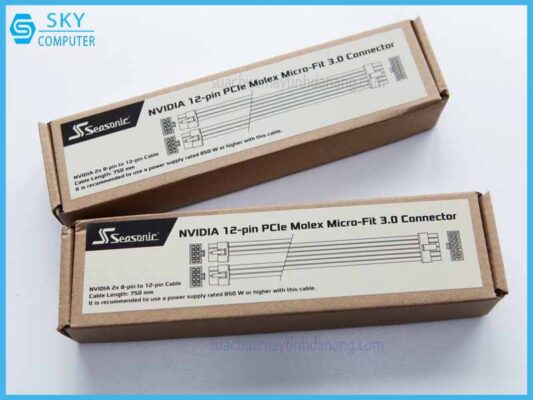 SKY
COMPUTER
suachuamaytinhdanang.com
Seasonic
NVIDIA 12-pin PCIe Molex Micro-Fit 3.0 Connector
NVIDIA 2x 8-pin to 12-pin Cable
Cable Length: 750 mm
It is recommended to use a power supply rated 850 W or higher with this cable.
Seasonic
NVIDIA 12-pin PCIe Molex Micro-Fit 3.0 Connector
NVIDIA 2x 8-pin to 12-pin Cable
Cable Length: 750 mm
It is recommended to use a power supply rated 850 W or higher with this cable.
suachuamaytinhdanang.com